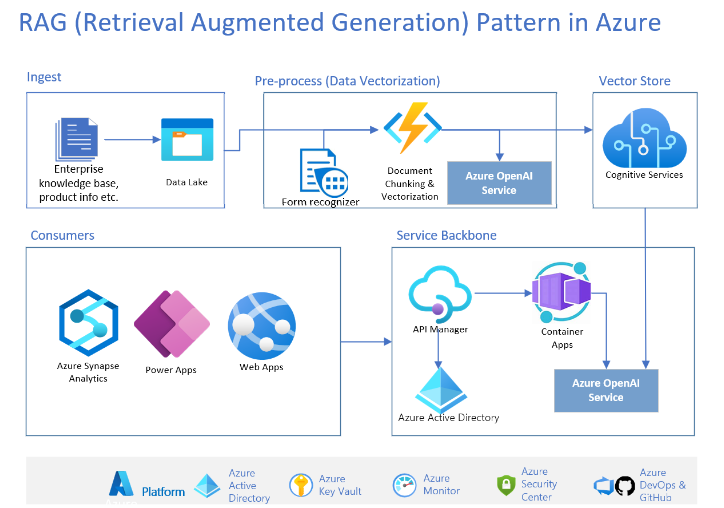 RAG (Retrieval Augmented Generation) Pattern in Azure
Ingest
Pre-process (Data Vectorization)
Vector Store
Enterprise
knowledge base,
product info etc.
Data Lake
Form recognizer
Document
Chunking &
Vectorization
Azure OpenAI
Service
Cognitive Services
Consumers
Service Backbone
Azure Synapse
Analytics
Power Apps
Web Apps
API Manager
Container
Apps
Azure Active Directory
Azure OpenAI
Service
Platform
Azure
Active
Directory
Azure
Key Vault
Azure
Monitor
Azure
Security
Center
Azure
DevOps &
GitHub